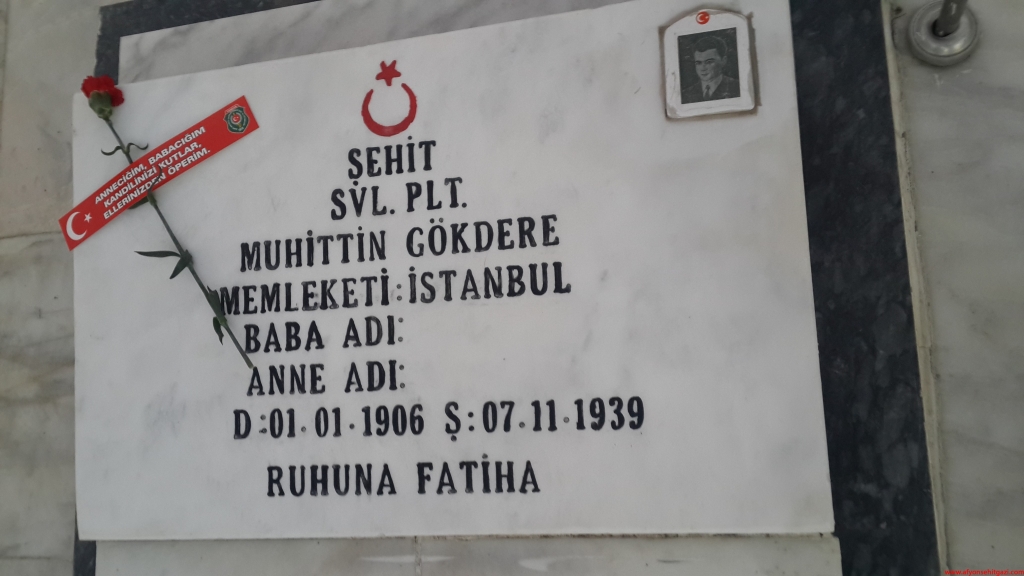 ANNECİĞİM, BABACIĞIM
KANDİLİNİZİ KUTLAR,
ELLERİNİZDEN ÖPERİM.
ŞEHİT
SVL. PLT.
MUHİTTİN GÖKDERE
MEMLEKETİ:İSTANBUL
BABA ADI:
ANNE ADI:
D:01.01.1906 Ş:07.11.1939
RUHUNA FATİHA